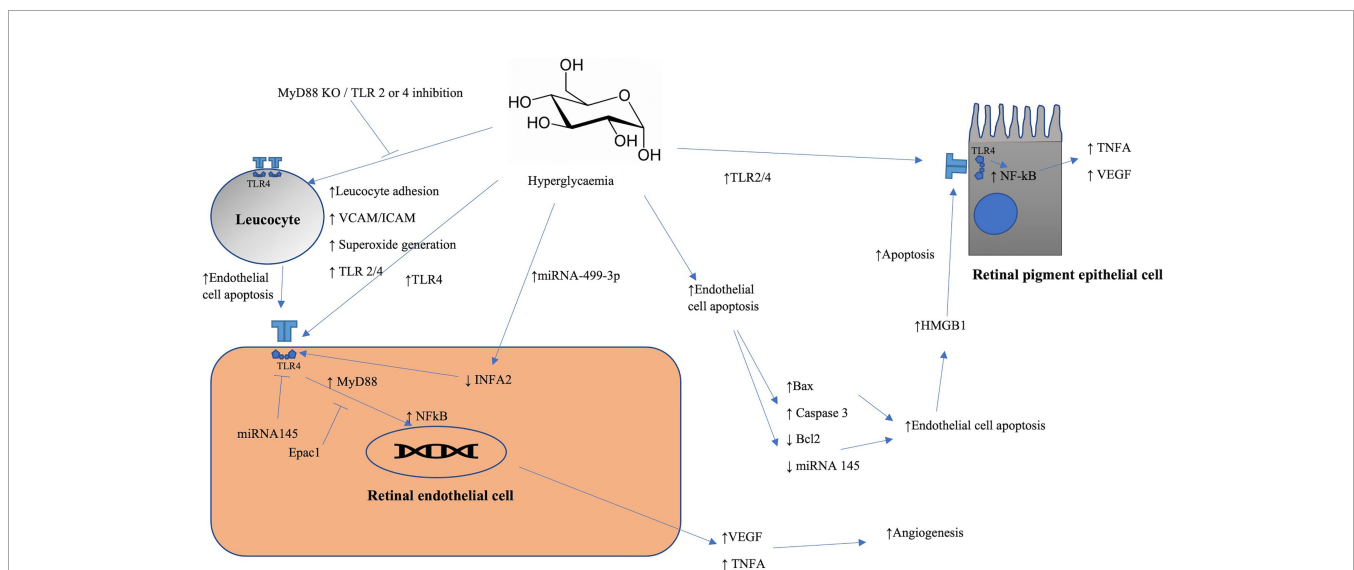 OH
O
HO
HO
OH
OH
MyD88 KO / TLR 2 or 4 inhibition
Hyperglycaemia
TLR4
Leucocyte
↑Leucocyte adhesion
↑ VCAM/ICAM
↑ Superoxide generation
↑ TLR 2/4
↑TLR4
↑Endothelial
cell apoptosis
↑miRNA-499-3p
↑TLR2/4
TLR4
↑ NF-kB
↑ TNFA
↑ VEGF
Retinal pigment epithelial cell
↑Apoptosis
↑HMGB1
↑Endothelial
cell apoptosis
↑Bax
↑ Caspase 3
↓ Bcl2
↓ miRNA 145
↑Endothelial cell apoptosis
TLR4
↑ MyD88
↓ INFA2
↑ NFkB
miRNA145
Epac1
Retinal endothelial cell
↑VEGF
↑ TNFA
↑Angiogenesis